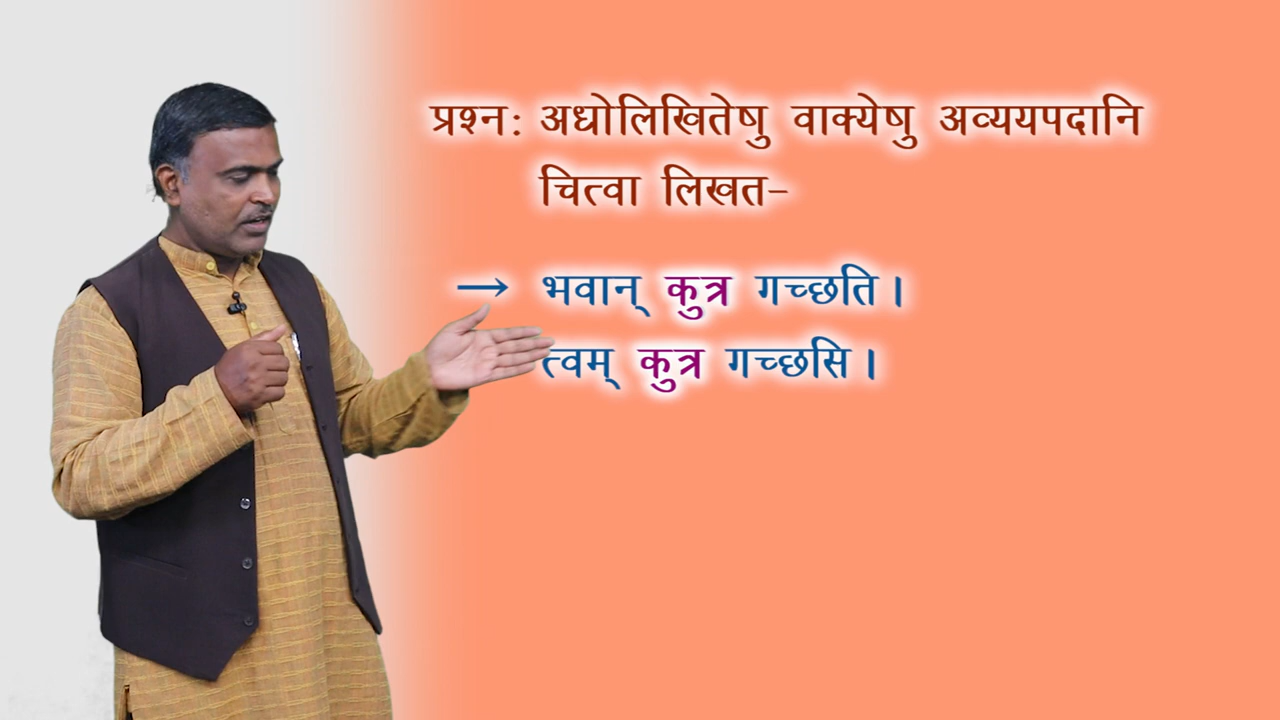 प्रश्न: अधोलिखितेषु वाक्येषु अव्ययपदानि
चित्वा लिखत-
→ भवान् कुत्र गच्छति।
त्वम् कुत्र गच्छसि।